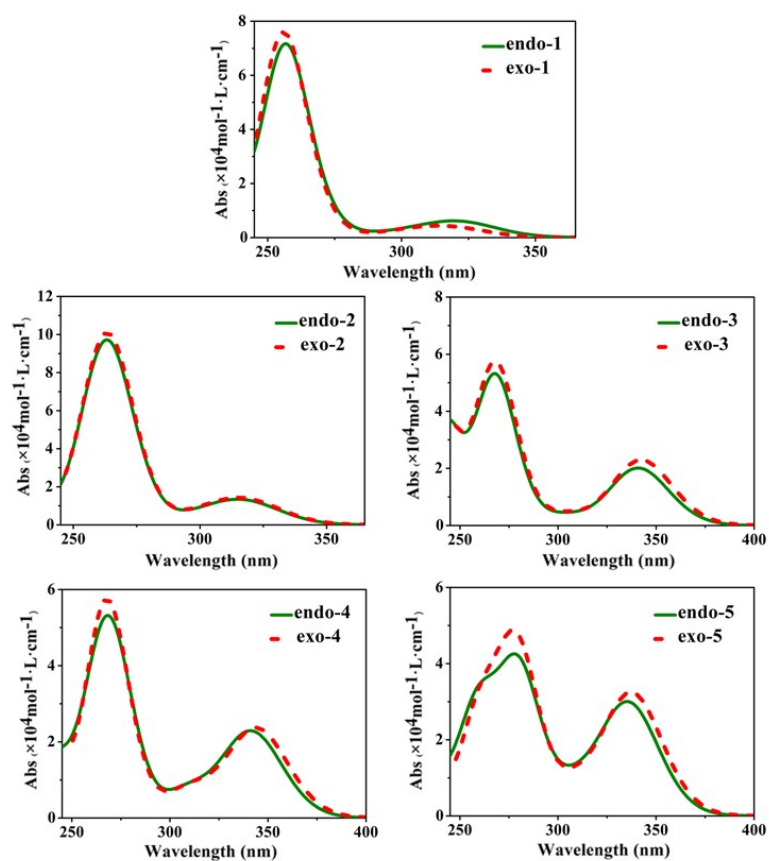 endo-1
exo-1
Abs (×10⁴mol⁻¹·L·cm⁻¹)
8
6
4
2
0
250
300
350
Wavelength (nm)
endo-2
exo-2
Abs (×10⁴mol⁻¹·L·cm⁻¹)
12
10
8
6
4
2
0
250
300
350
Wavelength (nm)
endo-3
exo-3
Abs (×10⁴mol⁻¹·L·cm⁻¹)
8
6
4
2
0
250
300
350
400
Wavelength (nm)
endo-4
exo-4
Abs (×10⁴mol⁻¹·L·cm⁻¹)
6
4
2
0
250
300
350
400
Wavelength (nm)
endo-5
exo-5
Abs (×10⁴mol⁻¹·L·cm⁻¹)
6
5
4
3
2
1
0
250
300
350
400
Wavelength (nm)